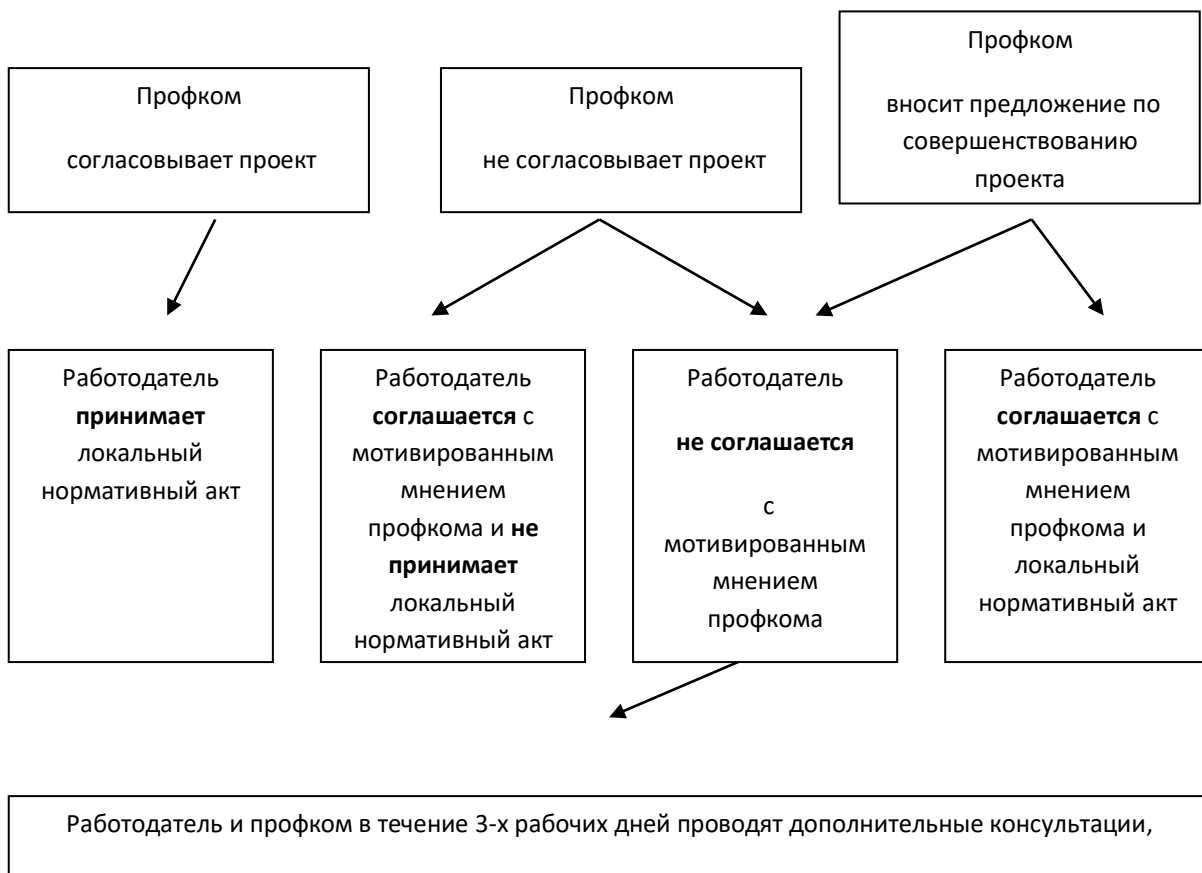 Профком
согласовывает проект
Профком
не согласовывает проект
Профком
вносит предложение по
совершенствованию
проекта
Работодатель
принимает
локальный
нормативный акт
Работодатель
соглашается с
мотивированным
мнением
профкома и не
принимает
локальный
нормативный акт
Работодатель
не соглашается
с
мотивированным
мнением
профкома
Работодатель
соглашается с
мотивированным
мнением
профкома и
локальный
нормативный акт
Работодатель и профком в течение 3-х рабочих дней проводят дополнительные консультации,